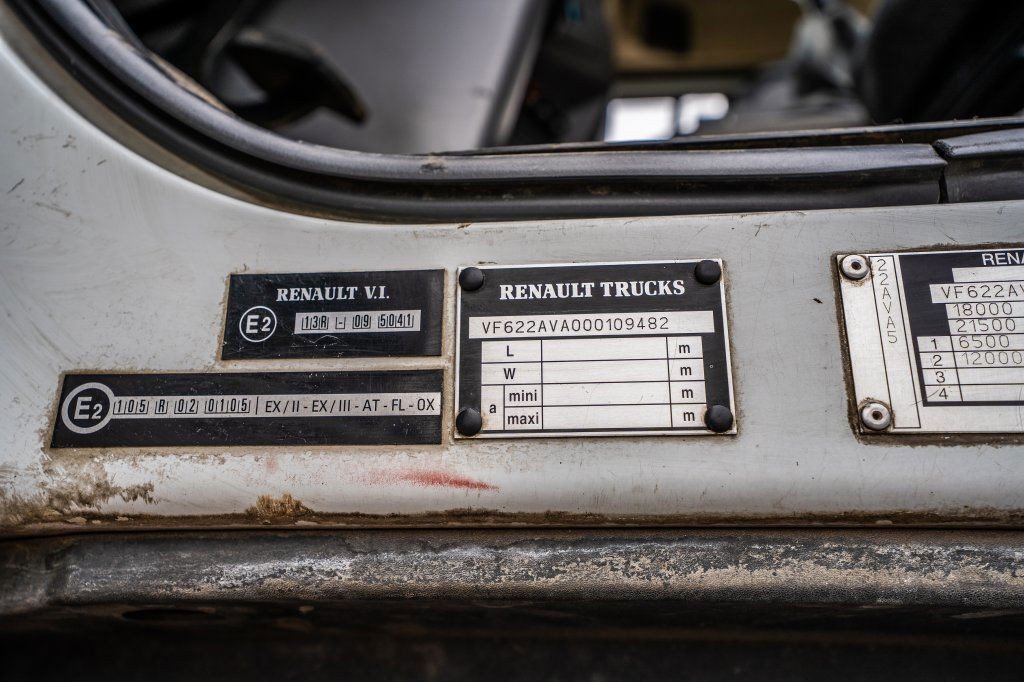 RENAULT V.I.
E2 13R - 09 5041
E2 105 R 02 0105 EX/II - EX/III - AT - FL - OX
RENAULT TRUCKS
VF622AVA000109482
L m
W m
a mini m
maxi m
22AVA5
RENA
VF622AV
18000
21500
1 6500
2 12000
3
4